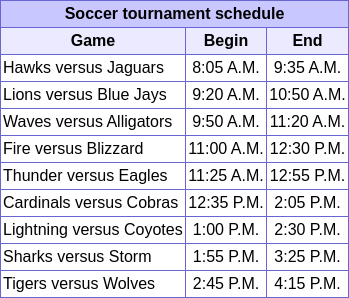 Soccer tournament schedule
Game Begin End
Hawks versus Jaguars 8:05 A.M. 9:35 A.M.
Lions versus Blue Jays 9:20 A.M. 10:50 A.M.
Waves versus Alligators 9:50 A.M. 11:20 A.M.
Fire versus Blizzard 11:00 A.M. 12:30 P.M.
Thunder versus Eagles 11:25 A.M. 12:55 P.M.
Cardinals versus Cobras 12:35 P.M. 2:05 P.M.
Lightning versus Coyotes 1:00 P.M. 2:30 P.M.
Sharks versus Storm 1:55 P.M. 3:25 P.M.
Tigers versus Wolves 2:45 P.M. 4:15 P.M.